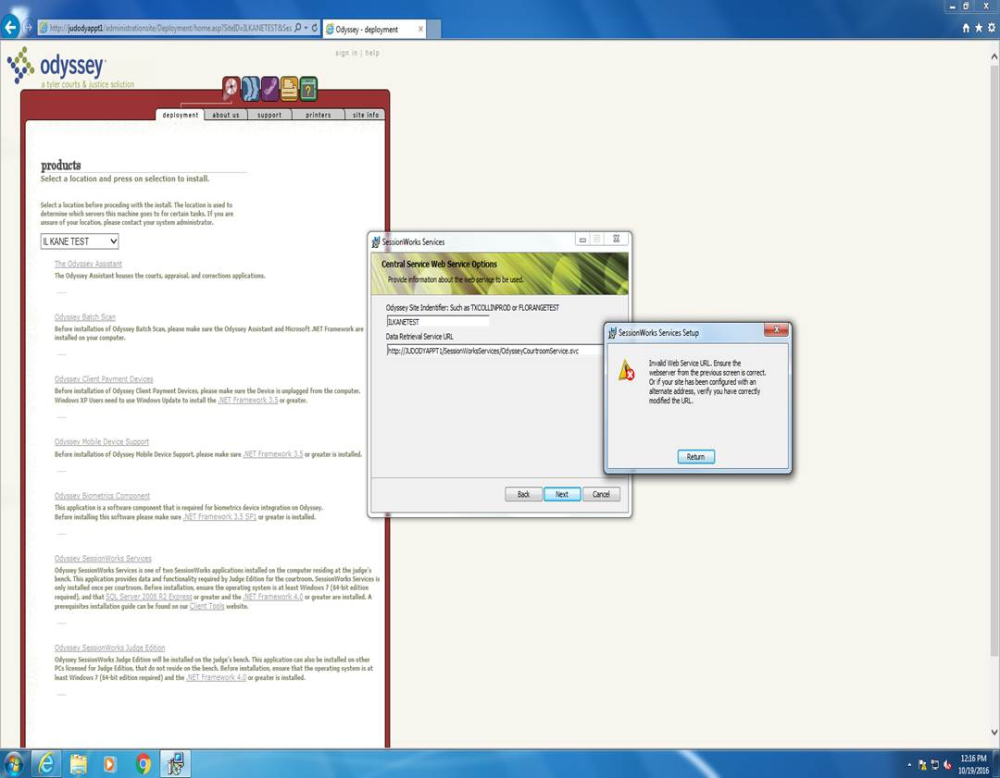 http://judodyappt1/administrationsite/Deployment/home.asp?SiteID=ILKANETEST&Ses
Odyssey - deployment
sign in | help
odyssey
a tyler courts & justice solution
deployment
about us
support
printers
site info
products
Select a location and press on selection to install.
Select a location before proceding with the install. The location is used to
determine which servers this machine goes to for certain tasks. If you are
unsure of your location, please contact your system administrator.
IL KANE TEST
The Odyssey Assistant
The Odyssey Assistant houses the courts, appraisal, and corrections applications.
Odyssey Batch Scan
Before installation of Odyssey Batch Scan, please make sure the Odyssey Assistant and Microsoft .NET Framework are
installed on your computer.
Odyssey Client Payment Devices
Before installation of Odyssey Client Payment Devices, please make sure the Device is unplugged from the computer.
Windows XP Users need to use Windows Update to install the .NET Framework 3.5 or greater.
Odyssey Mobile Device Support
Before installation of Odyssey Mobile Device Support, please make sure .NET Framework 3.5 or greater is installed.
Odyssey Biometrics Component
This application is a software component that is required for biometrics device integration on Odyssey.
Before installing this software please make sure .NET Framework 3.5 SP1 or greater is installed.
Odyssey SessionWorks Services
Odyssey SessionWorks Services is one of two SessionWorks applications installed on the computer residing at the judge's
bench. This application provides data and functionality required by Judge Edition for the courtroom. SessionWorks Services is
only installed once per courtroom. Before installation, ensure the operating system is at least Windows 7 (64-bit edition
required), and that SQL Server 2008 R2 Express or greater and the .NET Framework 4.0 or greater are installed. A
prerequisites installation guide can be found on our Client Tools website.
Odyssey SessionWorks Judge Edition
Odyssey SessionWorks Judge Edition will be installed on the judge's bench. This application can also be installed on other
PCs licensed for Judge Edition, that do not reside on the bench. Before installation, ensure that the operating system is at
least Windows 7 (64-bit edition required) and the .NET Framework 4.0 or greater is installed.
SessionWorks Services
Central Service Web Service Options
Provide information about the web service to be used.
Odyssey Site Indentifier: Such as TXCOLLINPROD or FLORANGETEST
ILKANETEST
Data Retrieval Service URL
http://JUDODYAPPT1/SessionWorksServices/OdysseyCourtroomService.svc
Back
Next
Cancel
SessionWorks Services Setup
Invalid Web Service URL. Ensure the
webserver from the previous screen is correct.
Or if your site has been configured with an
alternate address, verify you have correctly
modified the URL.
Return
12:16 PM
10/19/2016